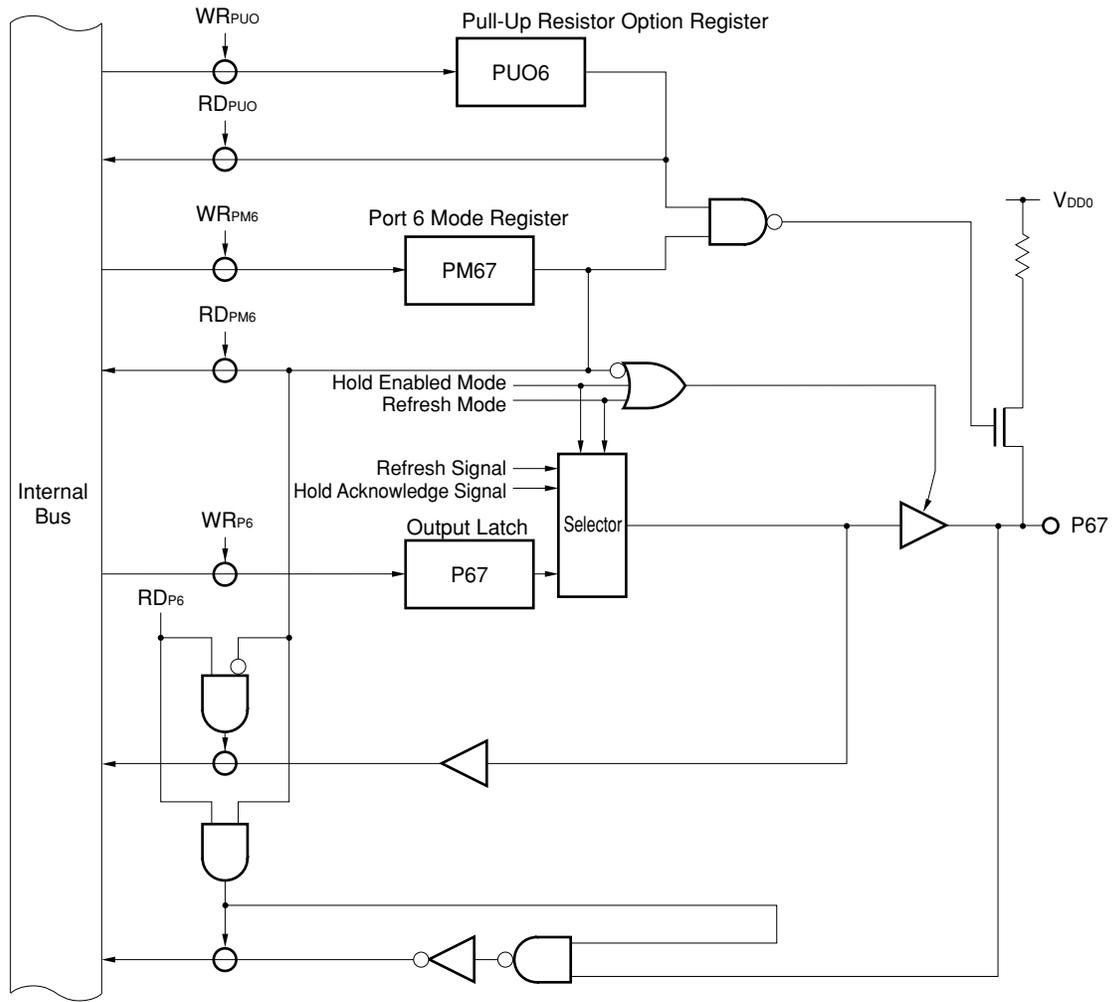 WRPUO
Pull-Up Resistor Option Register
PUO6
RDPUO
WRPM6
Port 6 Mode Register
VDD0
PM67
RDPM6
Hold Enabled Mode
Refresh Mode
Refresh Signal
Hold Acknowledge Signal
Internal
Bus
WRP6
Output Latch
Selector
P67
P67
RDP6